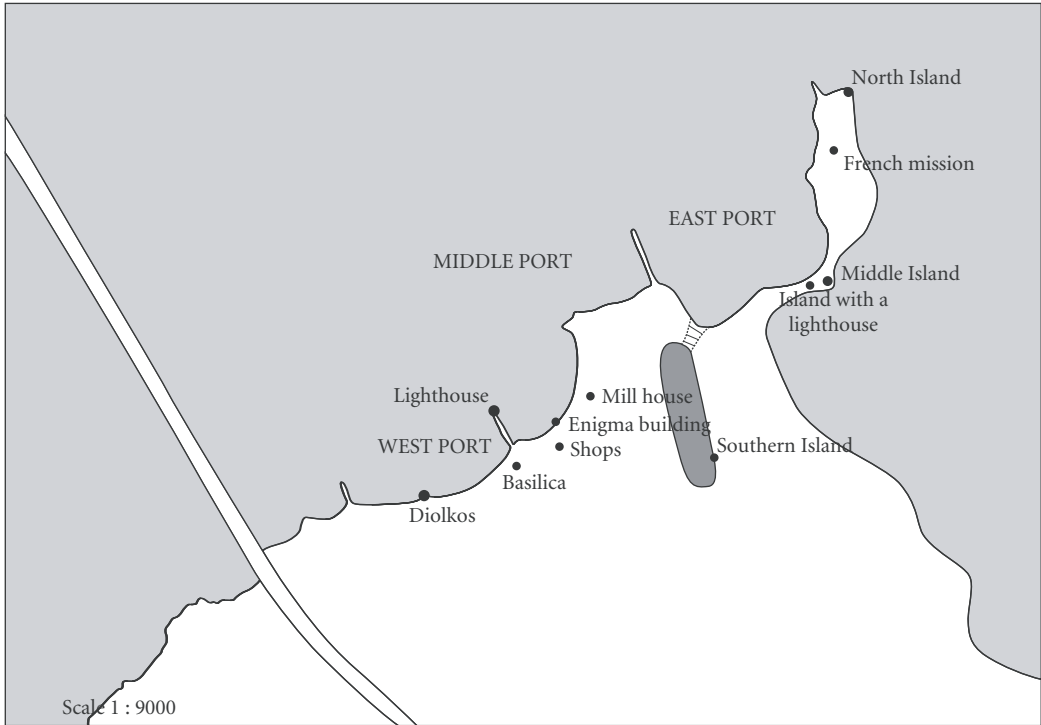 North Island
French mission
EAST PORT
MIDDLE PORT
Middle Island
Island with a
lighthouse
Lighthouse
Mill house
Enigma building
WEST PORT
Shops
Southern Island
Basilica
Diolkos
Scale 1 : 9000